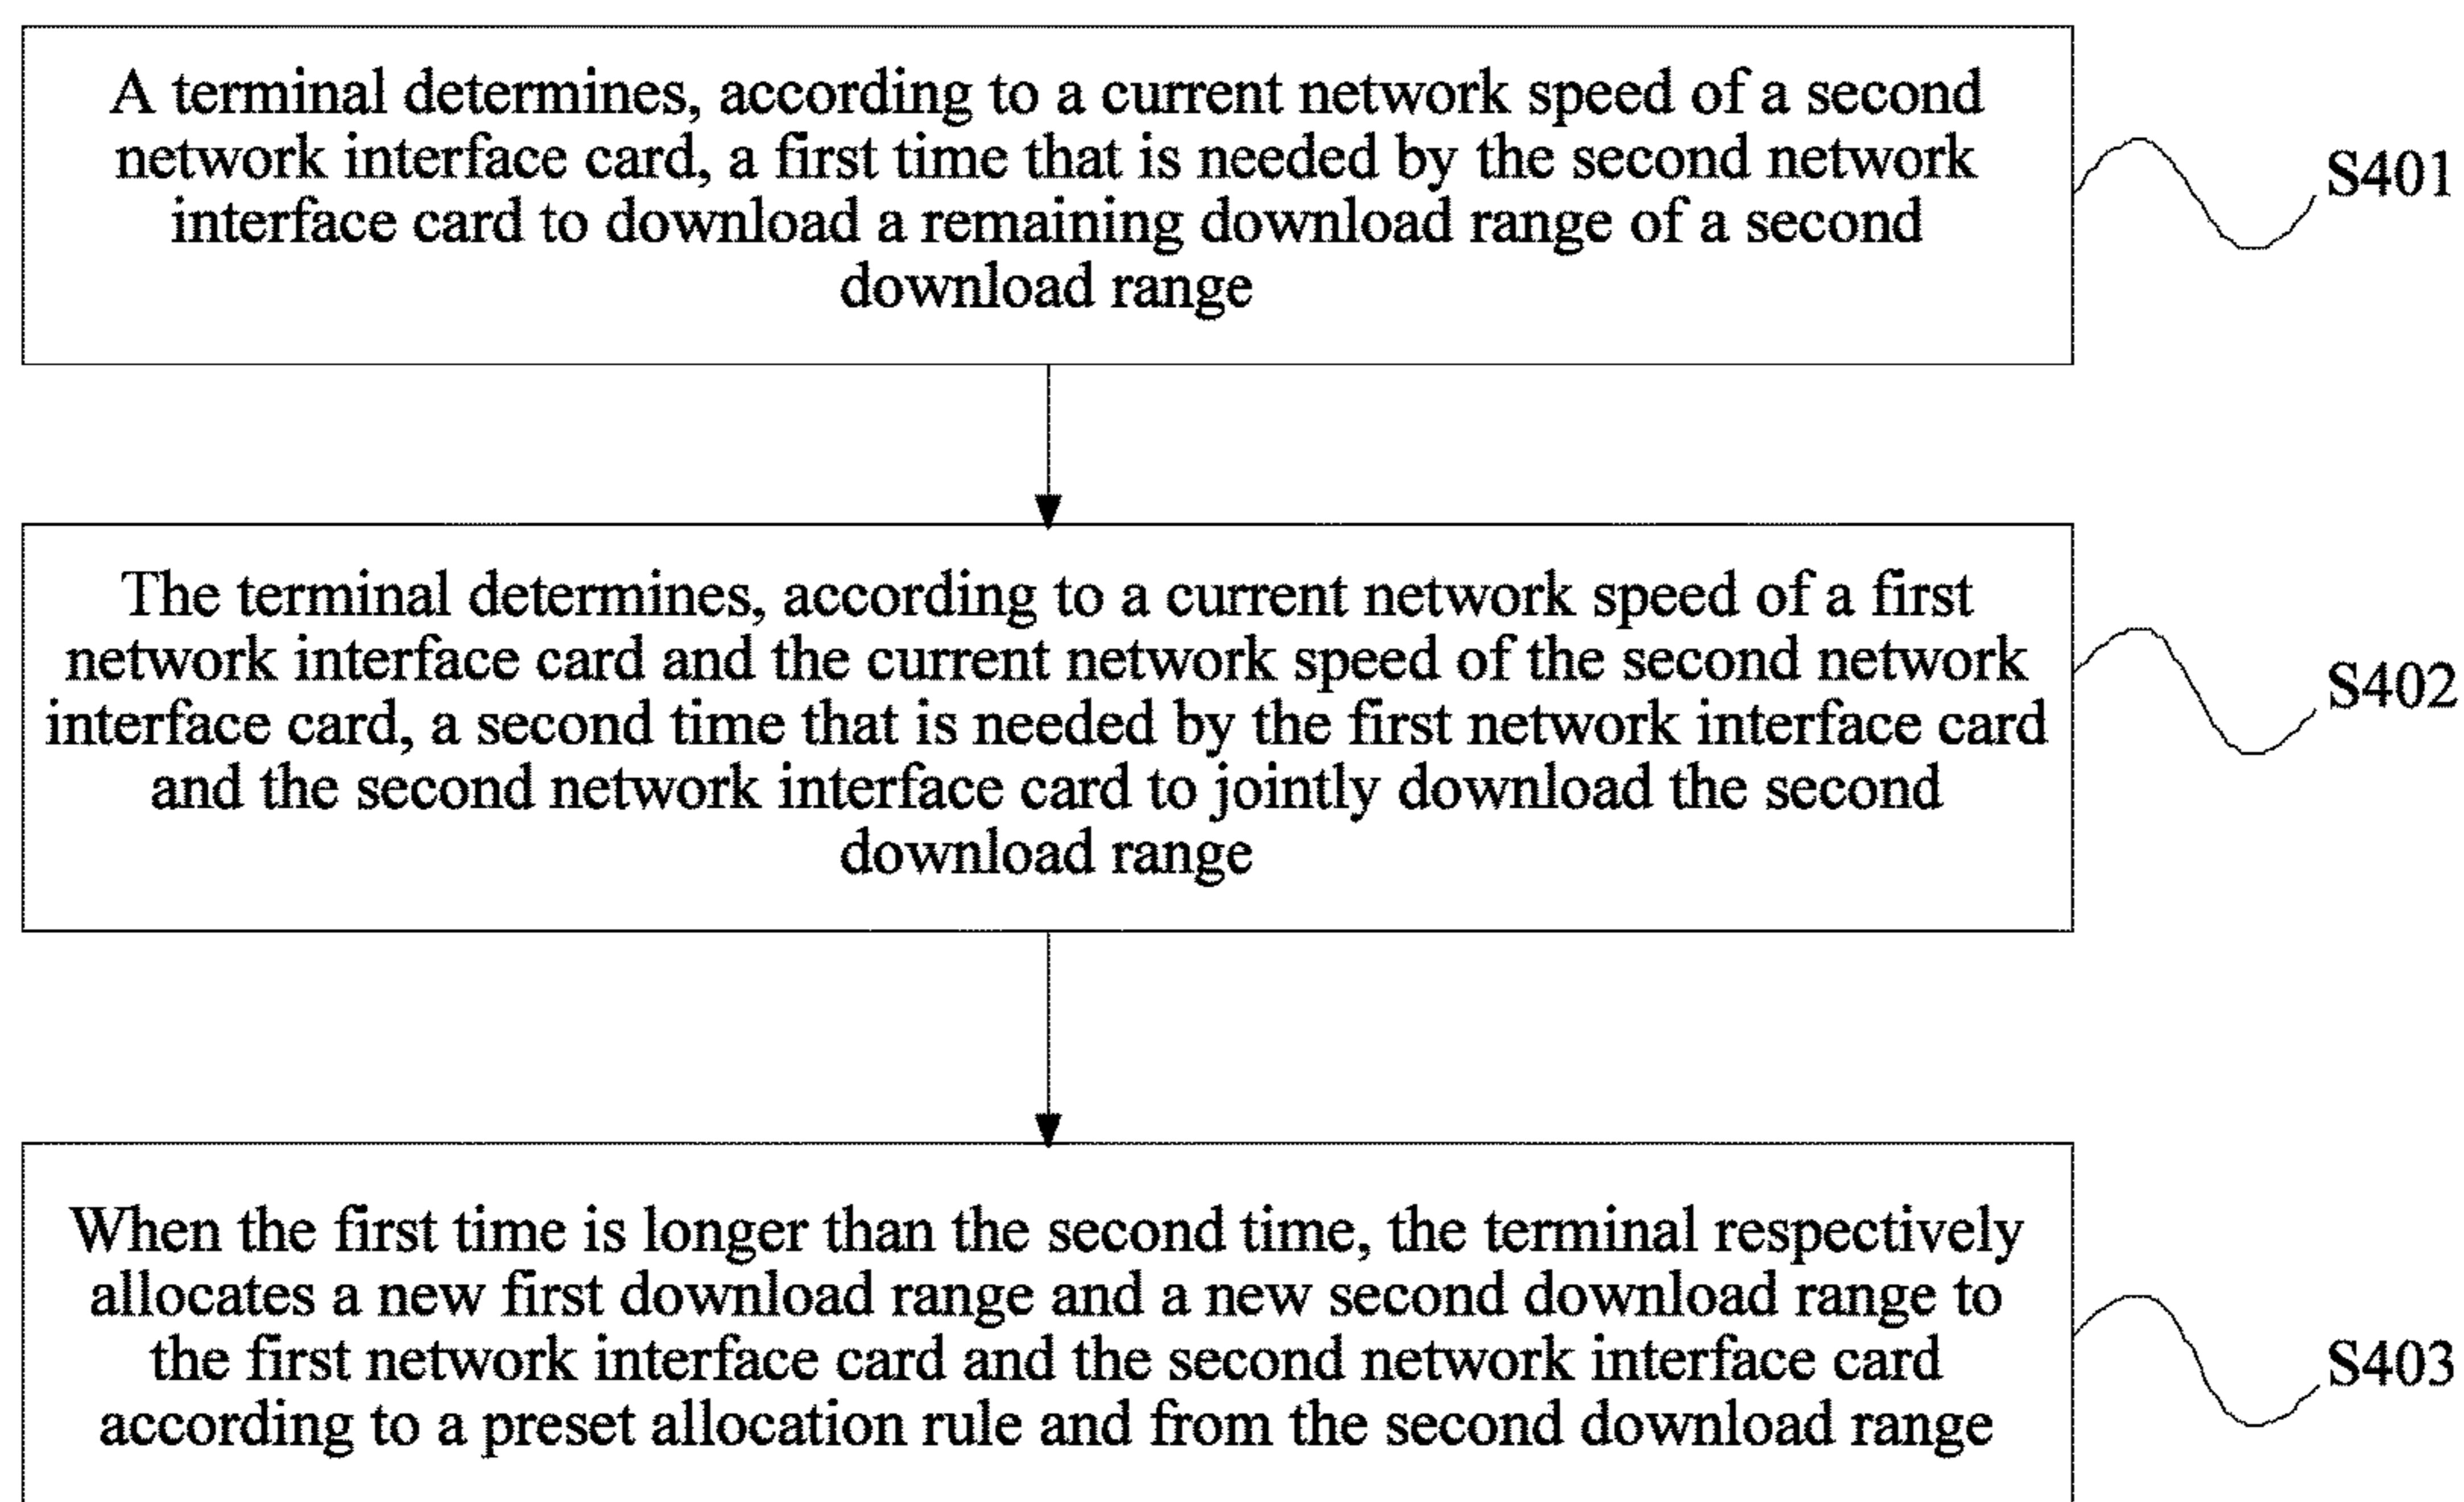 A terminal determines, according to a current network speed of a second
network interface card, a first time that is needed by the second network
interface card to download a remaining download range of a second
download range
S401
The terminal determines, according to a current network speed of a first
network interface card and the current network speed of the second network
interface card, a second time that is needed by the first network interface card
and the second network interface card to jointly download the second
download range
S402
When the first time is longer than the second time, the terminal respectively
allocates a new first download range and a new second download range to
the first network interface card and the second network interface card
according to a preset allocation rule and from the second download range
S403